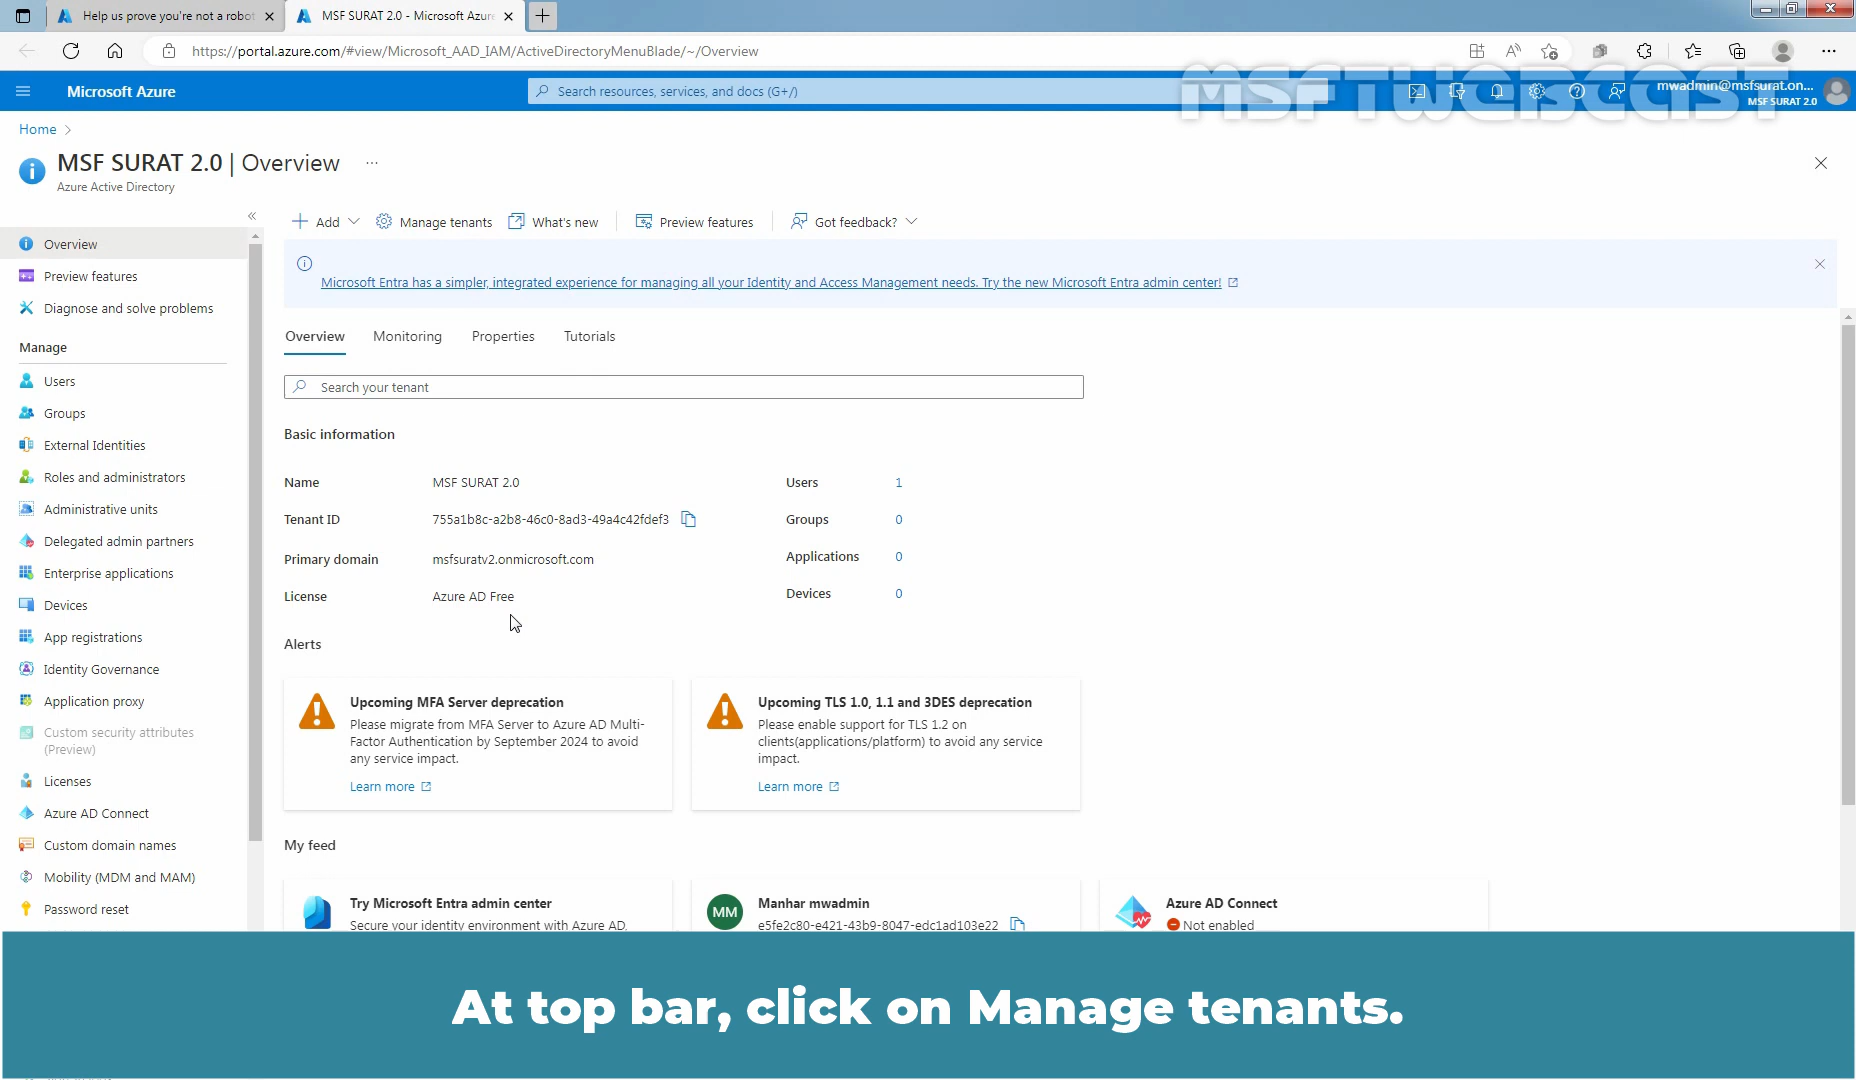 Help us prove you're not a robot
MSF SURAT 2.0 - Microsoft Azure
https://portal.azure.com/#view/Microsoft_AAD_IAM/ActiveDirectoryMenuBlade/~/Overview
Microsoft Azure
Search resources, services, and docs (G+/)
MSFTWEBCAST
mwadmin@msfsurat.on...
MSF SURAT 2.0
Home
MSF SURAT 2.0 | Overview
Azure Active Directory
Add
Manage tenants
What's new
Preview features
Got feedback?
Microsoft Entra has a simpler, integrated experience for managing all your Identity and Access Management needs. Try the new Microsoft Entra admin center!
Overview
Preview features
Diagnose and solve problems
Manage
Users
Groups
External Identities
Roles and administrators
Administrative units
Delegated admin partners
Enterprise applications
Devices
App registrations
Identity Governance
Application proxy
Custom security attributes
(Preview)
Licenses
Azure AD Connect
Custom domain names
Mobility (MDM and MAM)
Password reset
Overview
Monitoring
Properties
Tutorials
Search your tenant
Basic information
Name MSF SURAT 2.0 Users 1
Tenant ID 755a1b8c-a2b8-46c0-8ad3-49a4c42fdef3 Groups 0
Primary domain msfsuratv2.onmicrosoft.com Applications 0
License Azure AD Free Devices 0
Alerts
Upcoming MFA Server deprecation
Please migrate from MFA Server to Azure AD Multi-
Factor Authentication by September 2024 to avoid
any service impact.
Learn more
Upcoming TLS 1.0, 1.1 and 3DES deprecation
Please enable support for TLS 1.2 on
clients(applications/platform) to avoid any service
impact.
Learn more
My feed
Try Microsoft Entra admin center
Secure your identity environment with Azure AD,
MM
Manhar mwadmin
e5fe2c80-e421-43b9-8047-edc1ad103e22
Azure AD Connect
Not enabled
At top bar, click on Manage tenants.